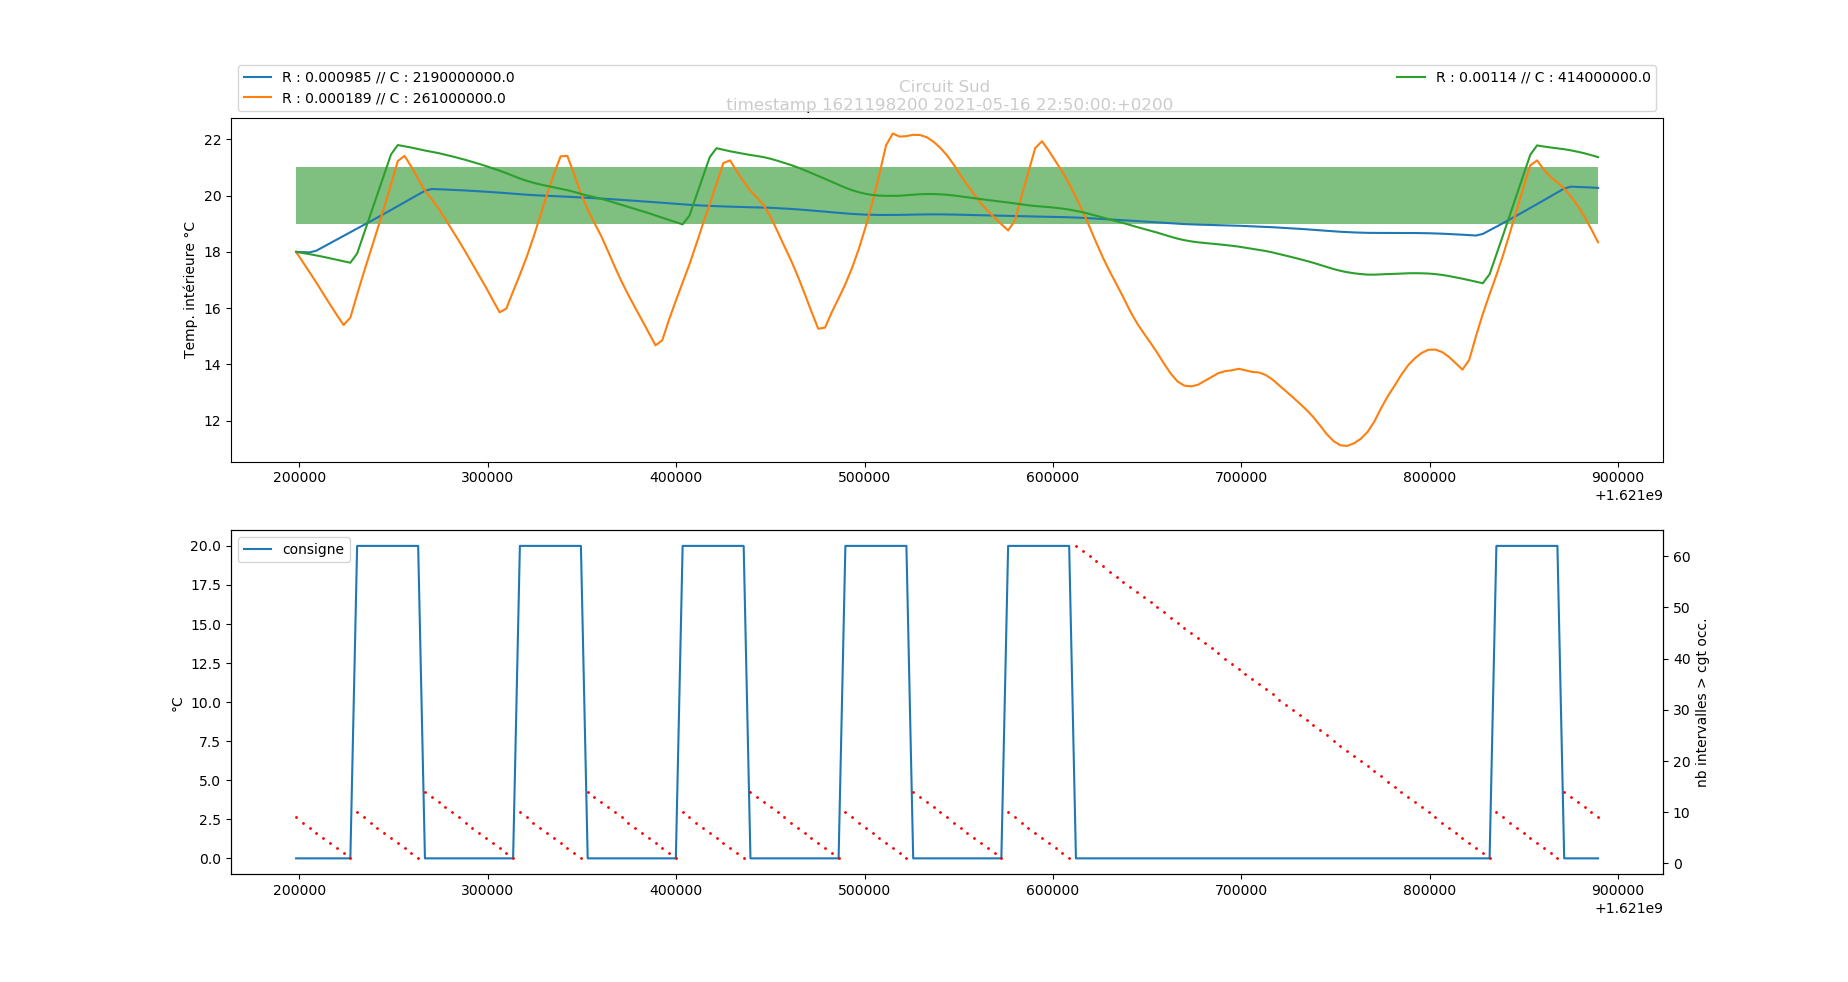 R : 0.000985 // C : 2190000000.0
R : 0.000189 // C : 261000000.0
R : 0.00114 // C : 414000000.0
Circuit Sud
timestamp 1621198200 2021-05-16 22:50:00:+0200
Temp. intérieure °C
22
20
18
16
14
12
200000 300000 400000 500000 600000 700000 800000 900000
+1.621e9
consigne
°C
20.0
17.5
15.0
12.5
10.0
7.5
5.0
2.5
0.0
60
50
40
30
20
10
0
nb intervalles > cgt occ.
200000 300000 400000 500000 600000 700000 800000 900000
+1.621e9